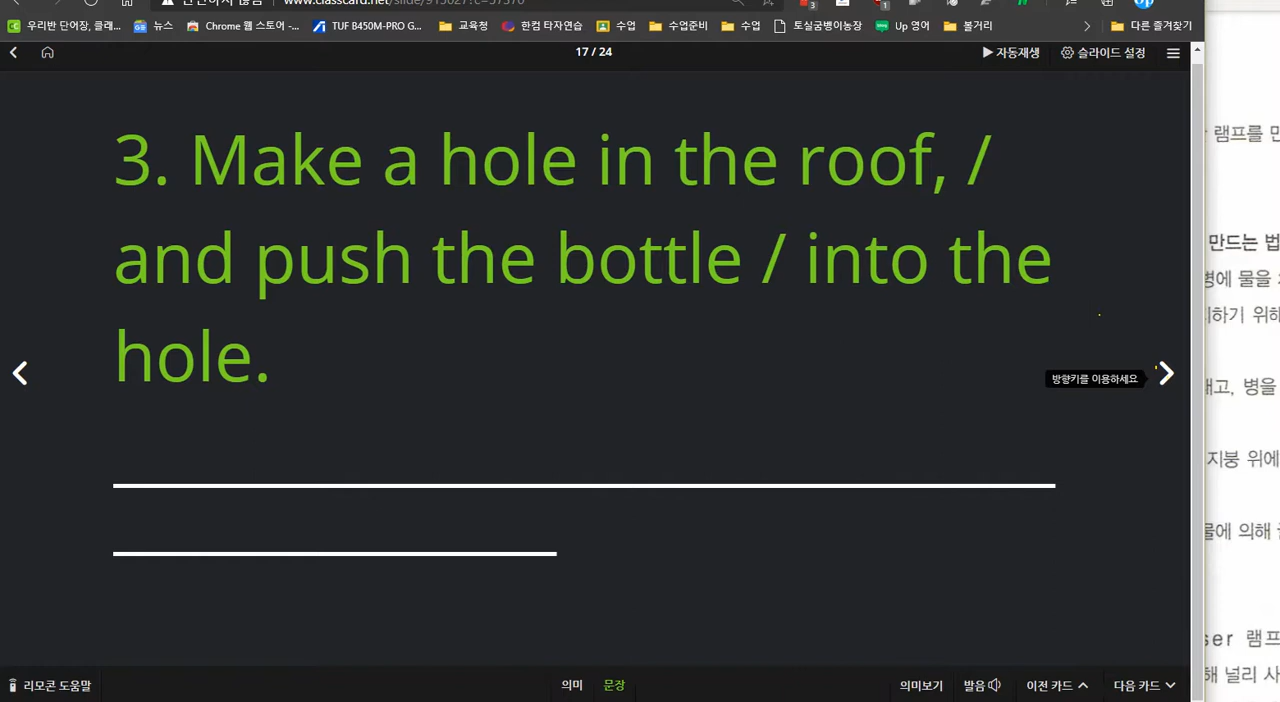 www.classcard.net/slide/
우리반 단어장, 클래... 뉴스 Chrome 웹 스토어 -... TUF B450M-PRO G... 교육청 한컴 타자연습 수업 수업준비 수업 토실굼벵이농장 Up 영어 볼거리 다른 즐겨찾기
17 / 24 자동재생 슬라이드 설정
램프를 만
3. Make a hole in the roof, /
and push the bottle / into the
hole.
만드는 법
병에 물을
하기 위해
방향키를 이용하세요
고, 병을
지붕 위에
물에 의해
ser 램프
해 널리 사
리모콘 도움말 의미 문장 의미보기 발음 이전 카드 다음 카드